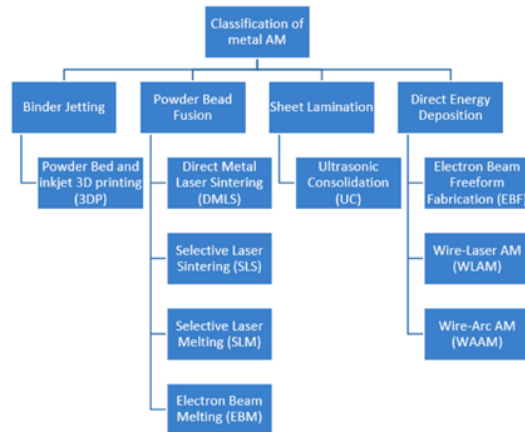 Classification of
metal AM
Binder Jetting
Powder Bead
Fusion
Sheet Lamination
Direct Energy
Deposition
Powder Bed and
inkjet 3D printing
(3DP)
Direct Metal
Laser Sintering
(DMLS)
Selective Laser
Sintering (SLS)
Selective Laser
Melting (SLM)
Electron Beam
Melting (EBM)
Ultrasonic
Consolidation
(UC)
Electron Beam
Freeform
Fabrication (EBF)
Wire-Laser AM
(WLAM)
Wire-Arc AM
(WAAM)